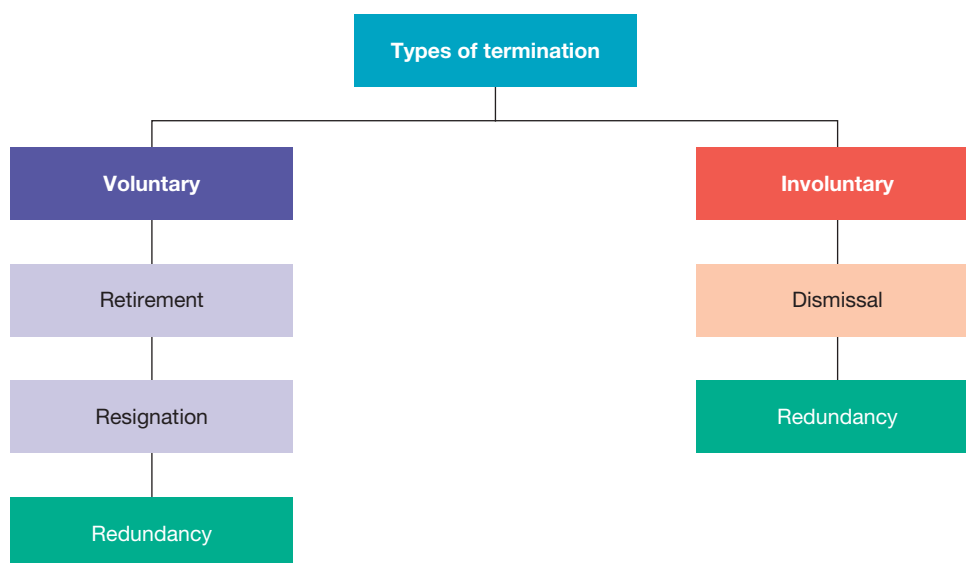 Types of termination
Voluntary
Involuntary
Retirement
Dismissal
Resignation
Redundancy
Redundancy